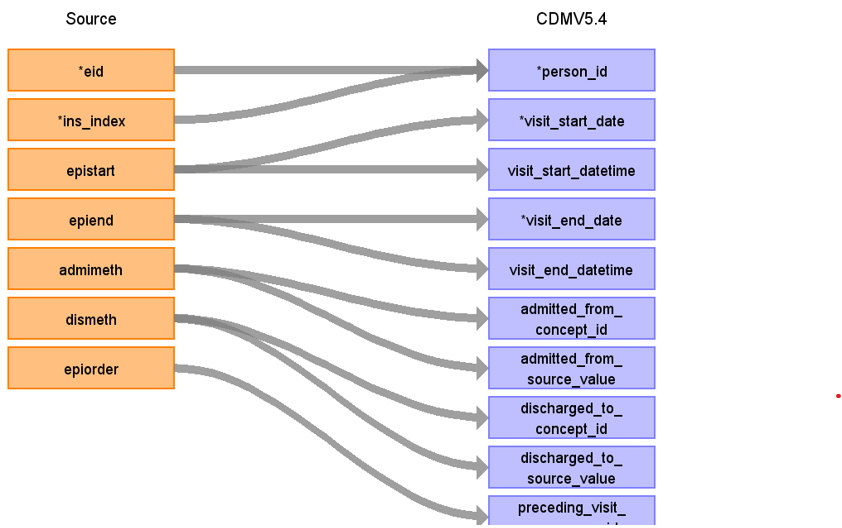 Source
CDMV5.4
*eid
*person_id
*ins_index
*visit_start_date
epistart
visit_start_datetime
epiend
*visit_end_date
admimeth
visit_end_datetime
dismeth
admitted_from_
concept_id
epiorder
admitted_from_
source_value
discharged_to_
concept_id
discharged_to_
source_value
preceding_visit_